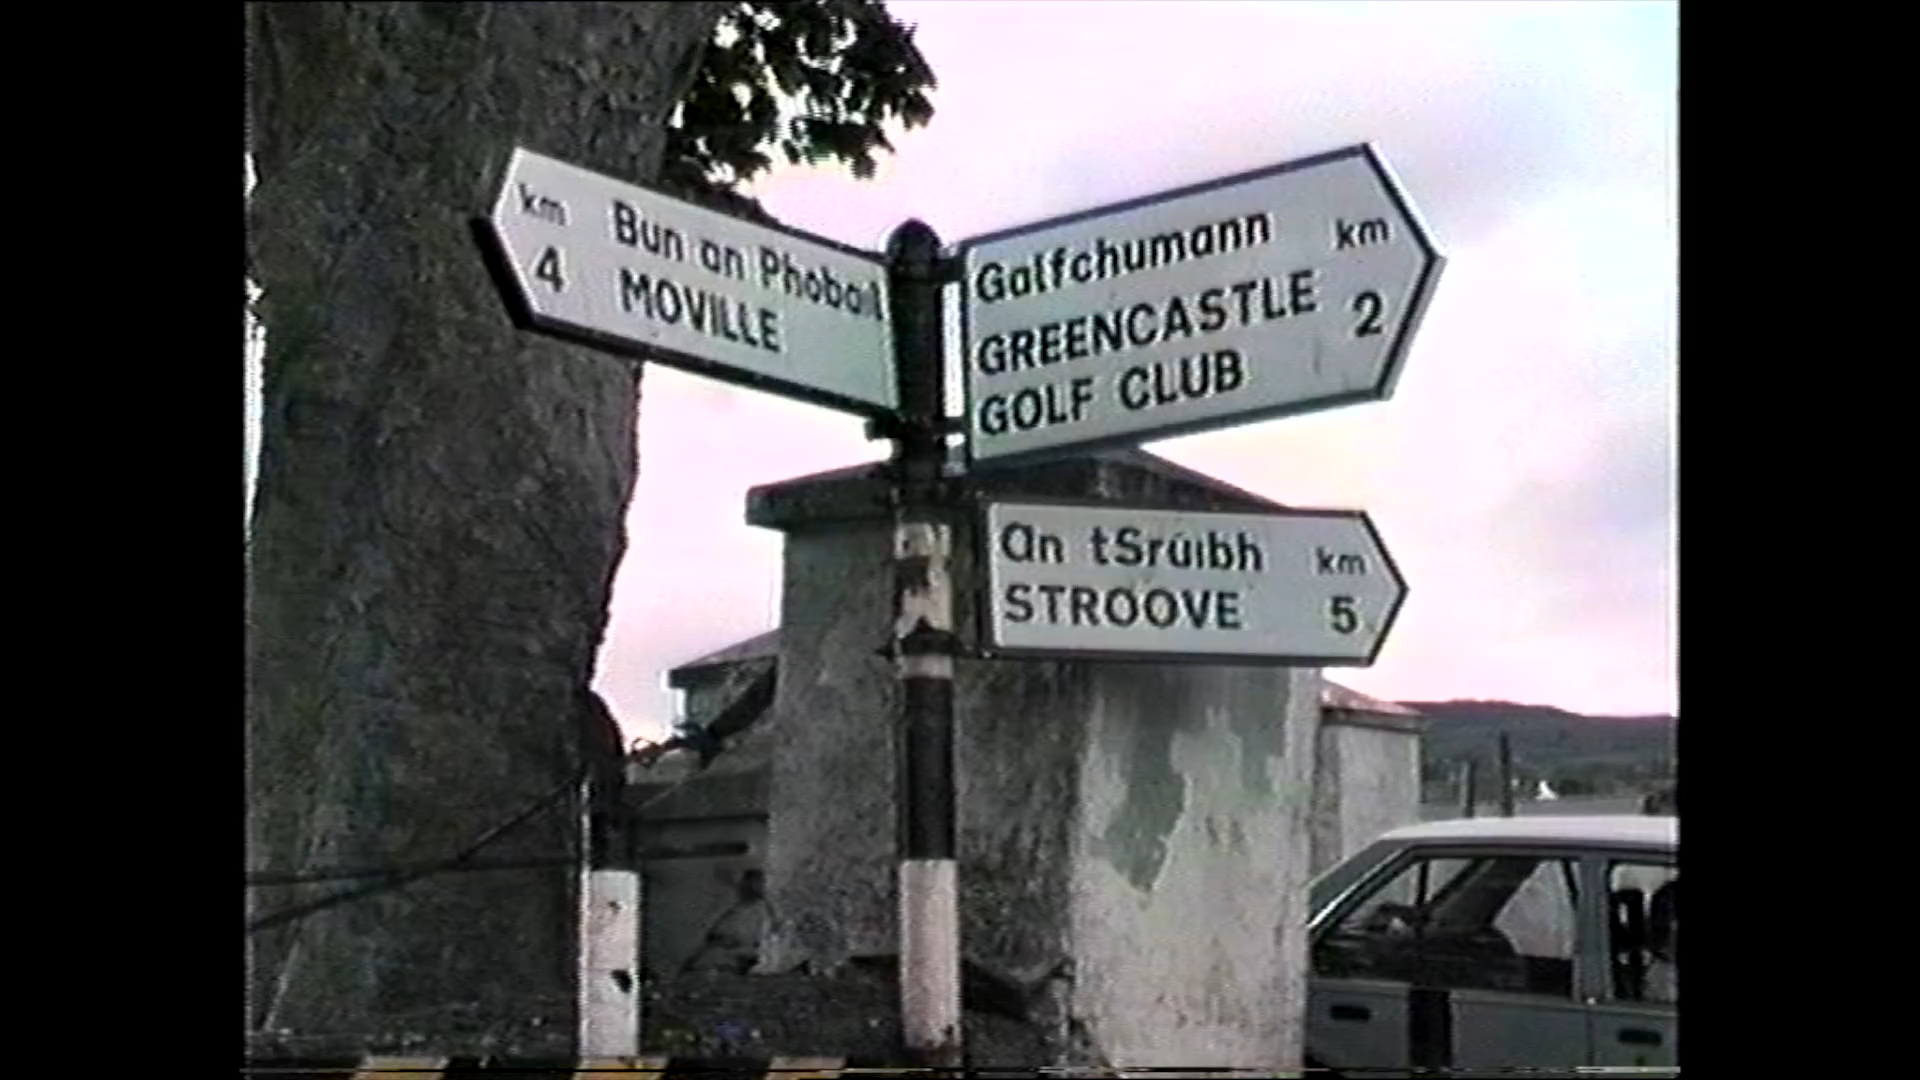 km Bun an Phobail
4 MOVILLE
Galfchumann km
GREENCASTLE 2
GOLF CLUB
An tSrúibh km
STROOVE 5